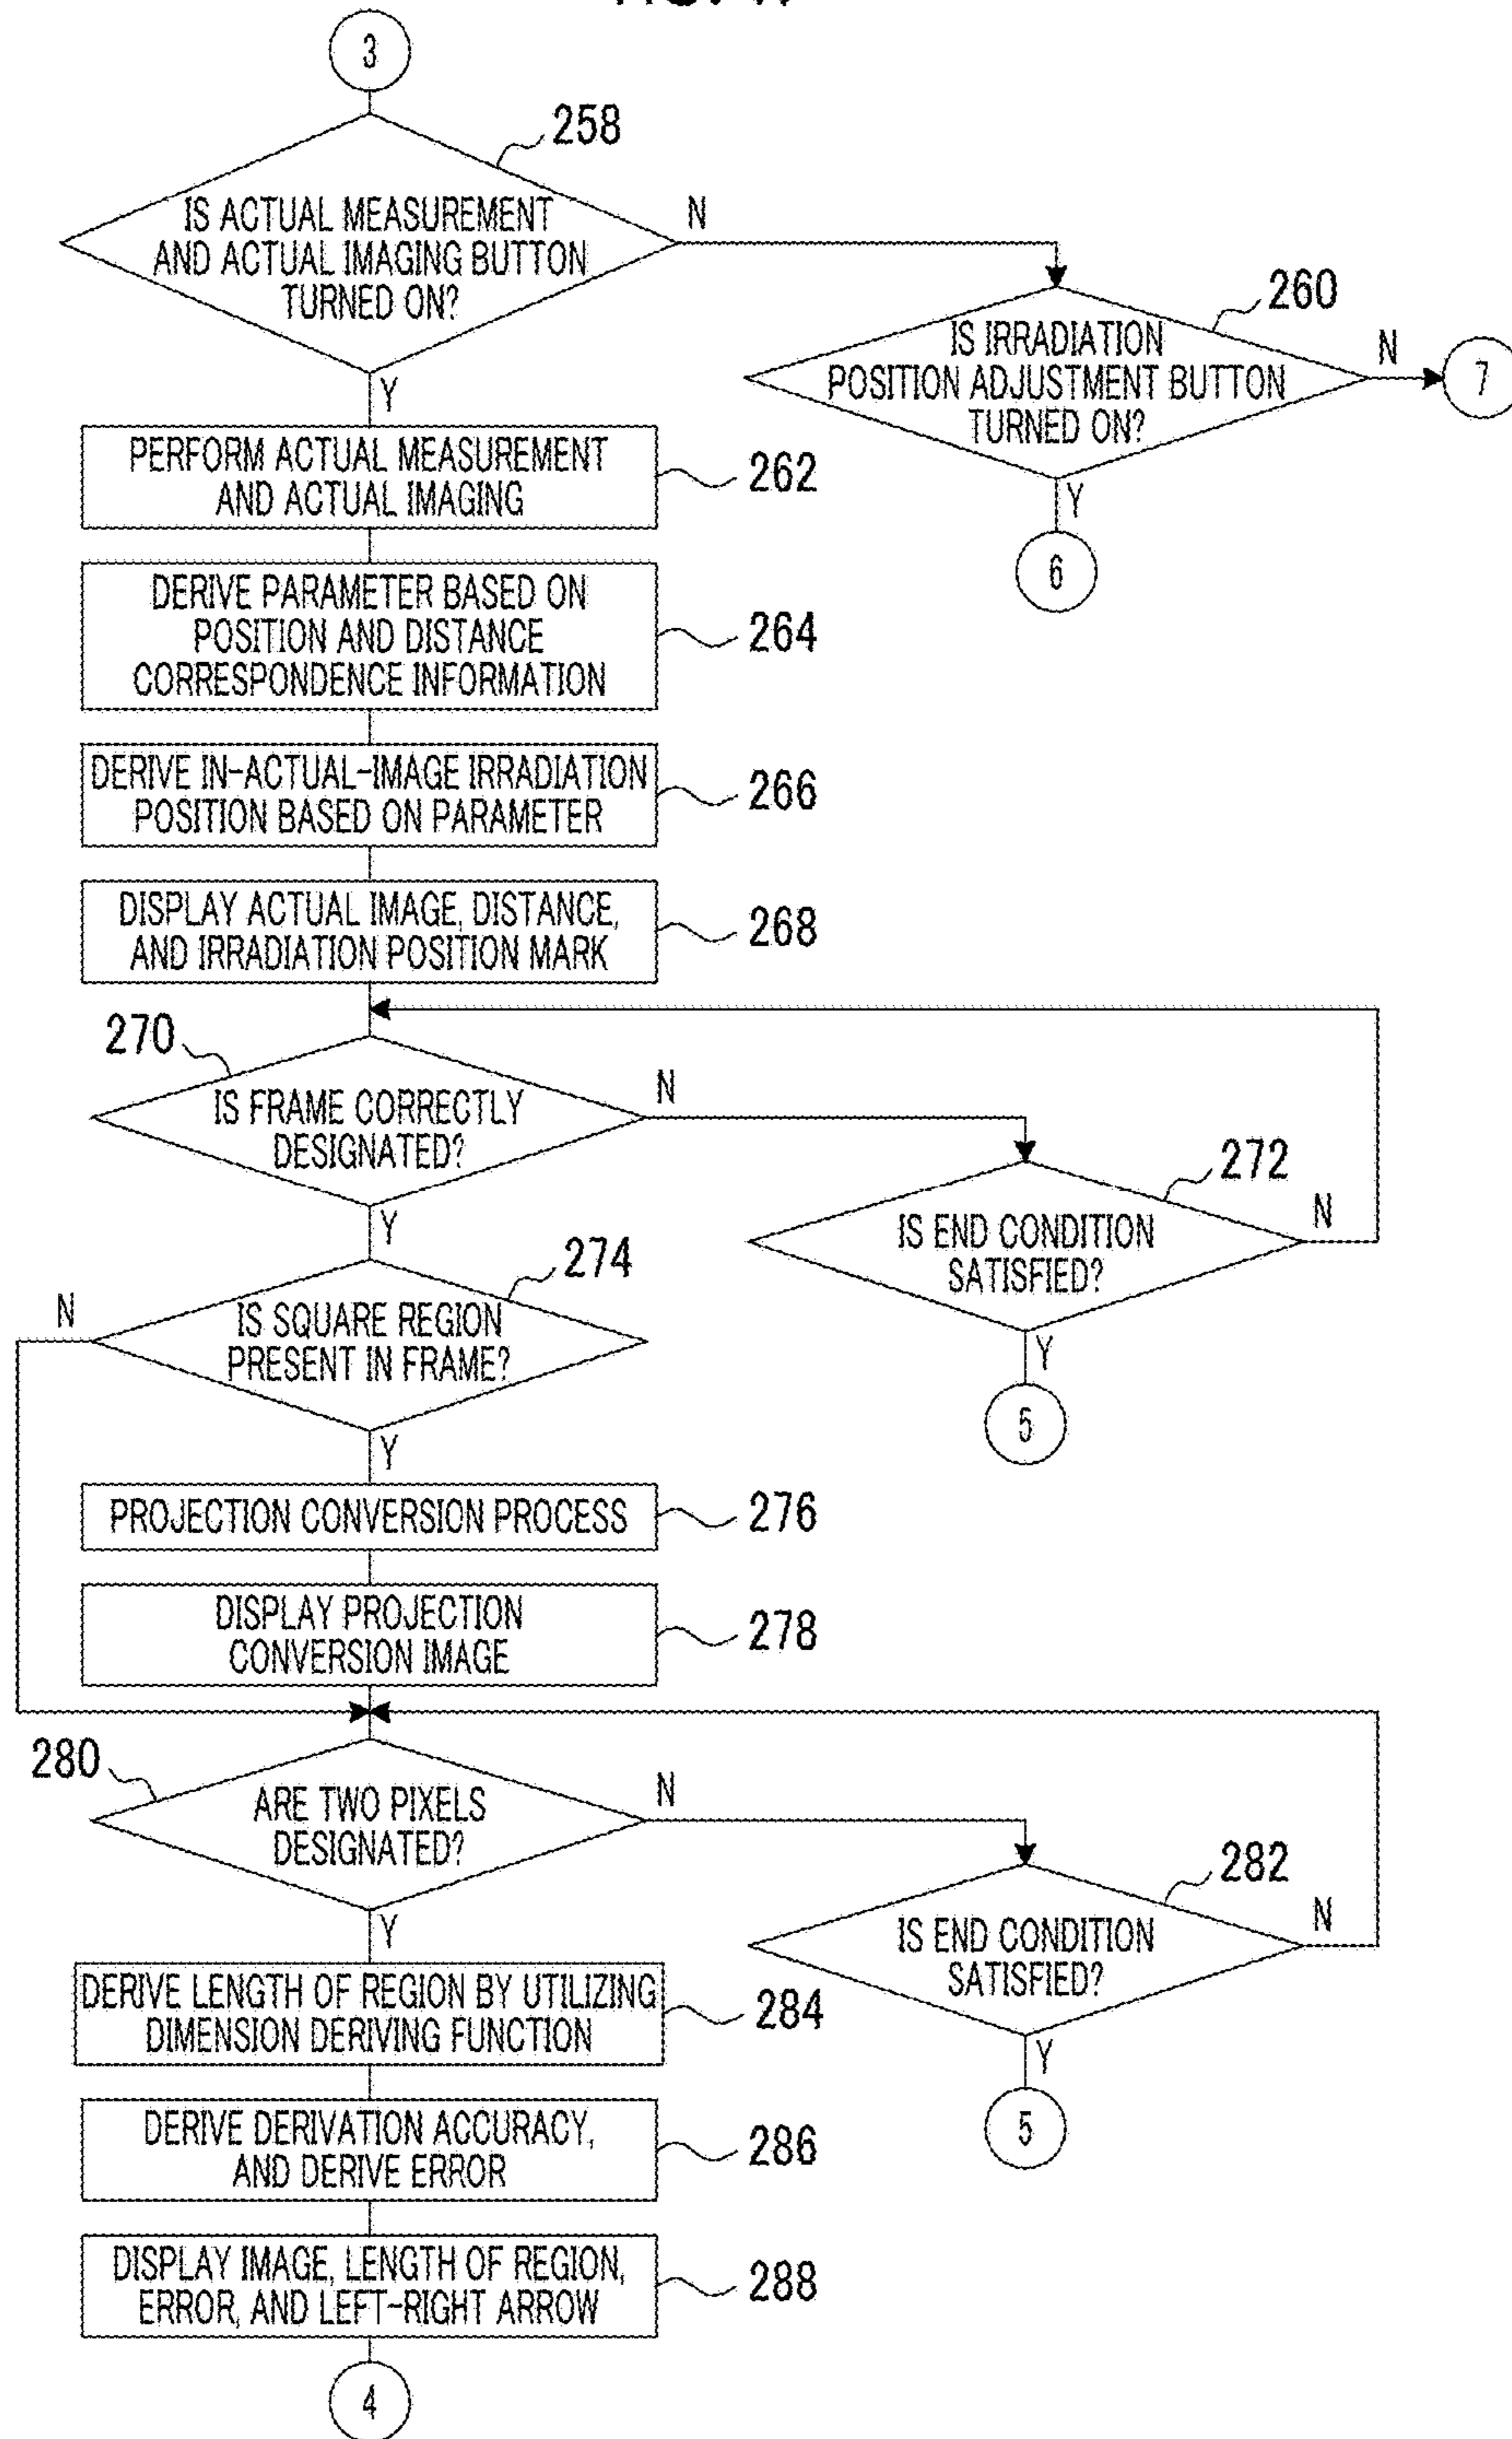 3
258
IS ACTUAL MEASUREMENT
AND ACTUAL IMAGING BUTTON
TURNED ON?
N
Y
260
IS IRRADIATION
POSITION ADJUSTMENT BUTTON
TURNED ON?
N
7
Y
6
PERFORM ACTUAL MEASUREMENT
AND ACTUAL IMAGING
262
DERIVE PARAMETER BASED ON
POSITION AND DISTANCE
CORRESPONDENCE INFORMATION
264
DERIVE IN-ACTUAL-IMAGE IRRADIATION
POSITION BASED ON PARAMETER
266
DISPLAY ACTUAL IMAGE, DISTANCE,
AND IRRADIATION POSITION MARK
268
270
IS FRAME CORRECTLY
DESIGNATED?
N
Y
272
IS END CONDITION
SATISFIED?
N
Y
5
274
IS SQUARE REGION
PRESENT IN FRAME?
N
Y
PROJECTION CONVERSION PROCESS
276
DISPLAY PROJECTION
CONVERSION IMAGE
278
280
ARE TWO PIXELS
DESIGNATED?
N
Y
282
IS END CONDITION
SATISFIED?
N
Y
5
DERIVE LENGTH OF REGION BY UTILIZING
DIMENSION DERIVING FUNCTION
284
DERIVE DERIVATION ACCURACY,
AND DERIVE ERROR
286
DISPLAY IMAGE, LENGTH OF REGION,
ERROR, AND LEFT-RIGHT ARROW
288
4